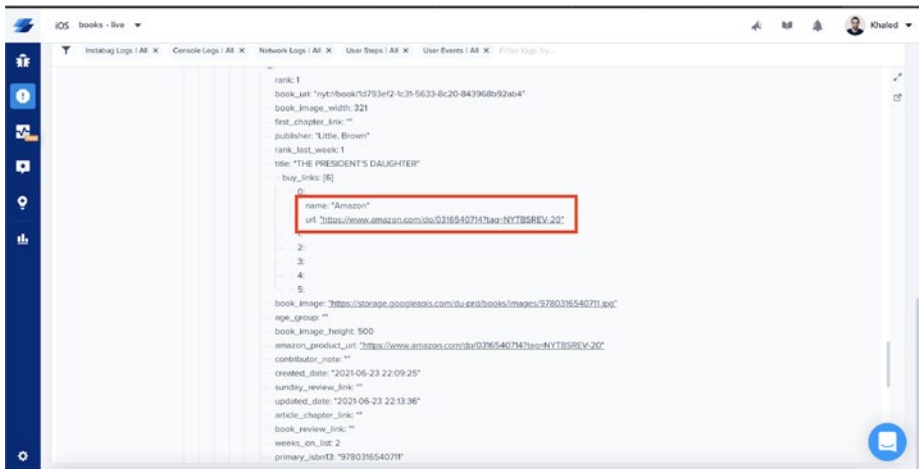 iOS books - live
Khaled
Instabug Logs | All X Console Logs | All X Network Logs | All X User Steps | All X User Events | All X Filter logs by...
rank: 1
book_uri: "nyt://book/1d793ef2-1c31-5633-8c20-843968b92ab4"
book_image_width: 321
first_chapter_link: ""
publisher: "Little, Brown"
rank_last_week: 1
title: "THE PRESIDENT'S DAUGHTER"
buy_links: [6]
0:
name: "Amazon"
url: "https://www.amazon.com/dp/0316540714?tag=NYTBSREV-20"
2:
3:
4:
5:
book_image: "https://storage.googleapis.com/du-prd/books/images/9780316540711.jpg"
age_group: ""
book_image_height: 500
amazon_product_url: "https://www.amazon.com/dp/0316540714?tag=NYTBSREV-20"
contributor_note: ""
created_date: "2021-06-23 22:09:25"
sunday_review_link: ""
updated_date: "2021-06-23 22:13:36"
article_chapter_link: ""
book_review_link: ""
weeks_on_list: 2
primary_isbn13: "9780316540711"